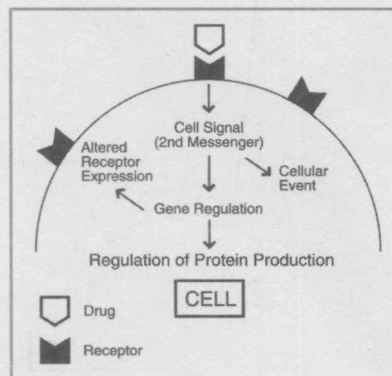 Cell Signal
(2nd Messenger)
Altered
Receptor
Expression
Cellular
Event
Gene Regulation
Regulation of Protein Production
CELL
Drug
Receptor